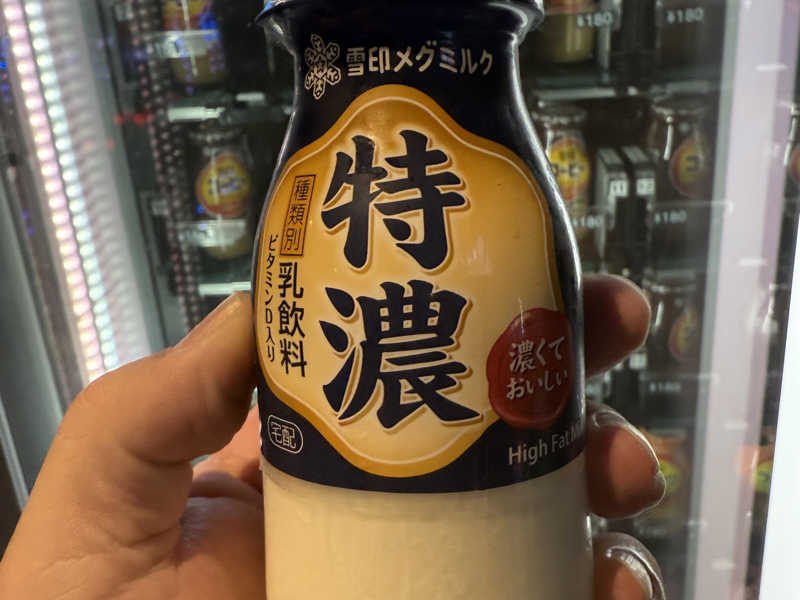 雪印メグミルク
特濃
種類別
乳飲料
ビタミンD入り
濃くて
おいしい
宅配
High Fat
¥180
¥180
¥180
¥180